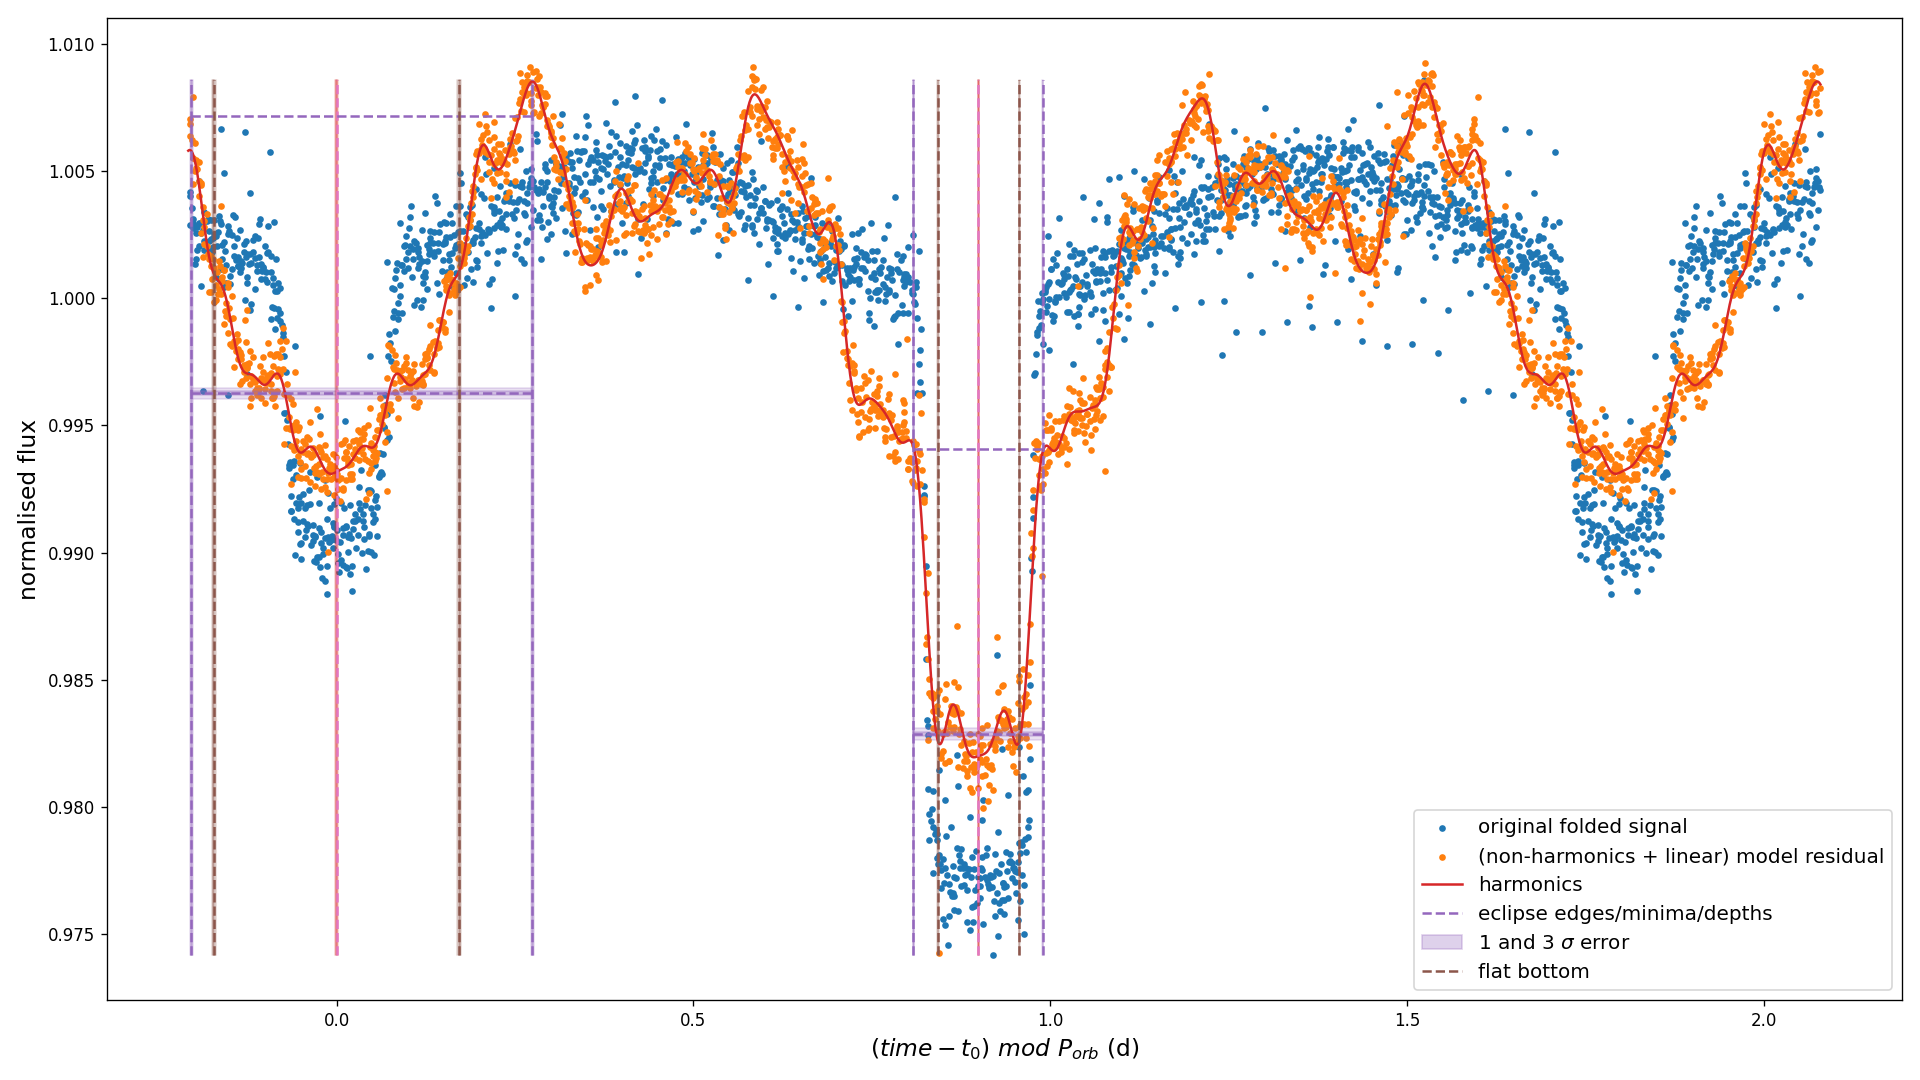 1.010
1.005
1.000
0.995
0.990
0.985
0.980
0.975
normalised flux
0.0
0.5
1.0
1.5
2.0
(time − t₀) mod P_orb (d)
original folded signal
(non-harmonics + linear) model residual
harmonics
eclipse edges/minima/depths
1 and 3 σ error
flat bottom